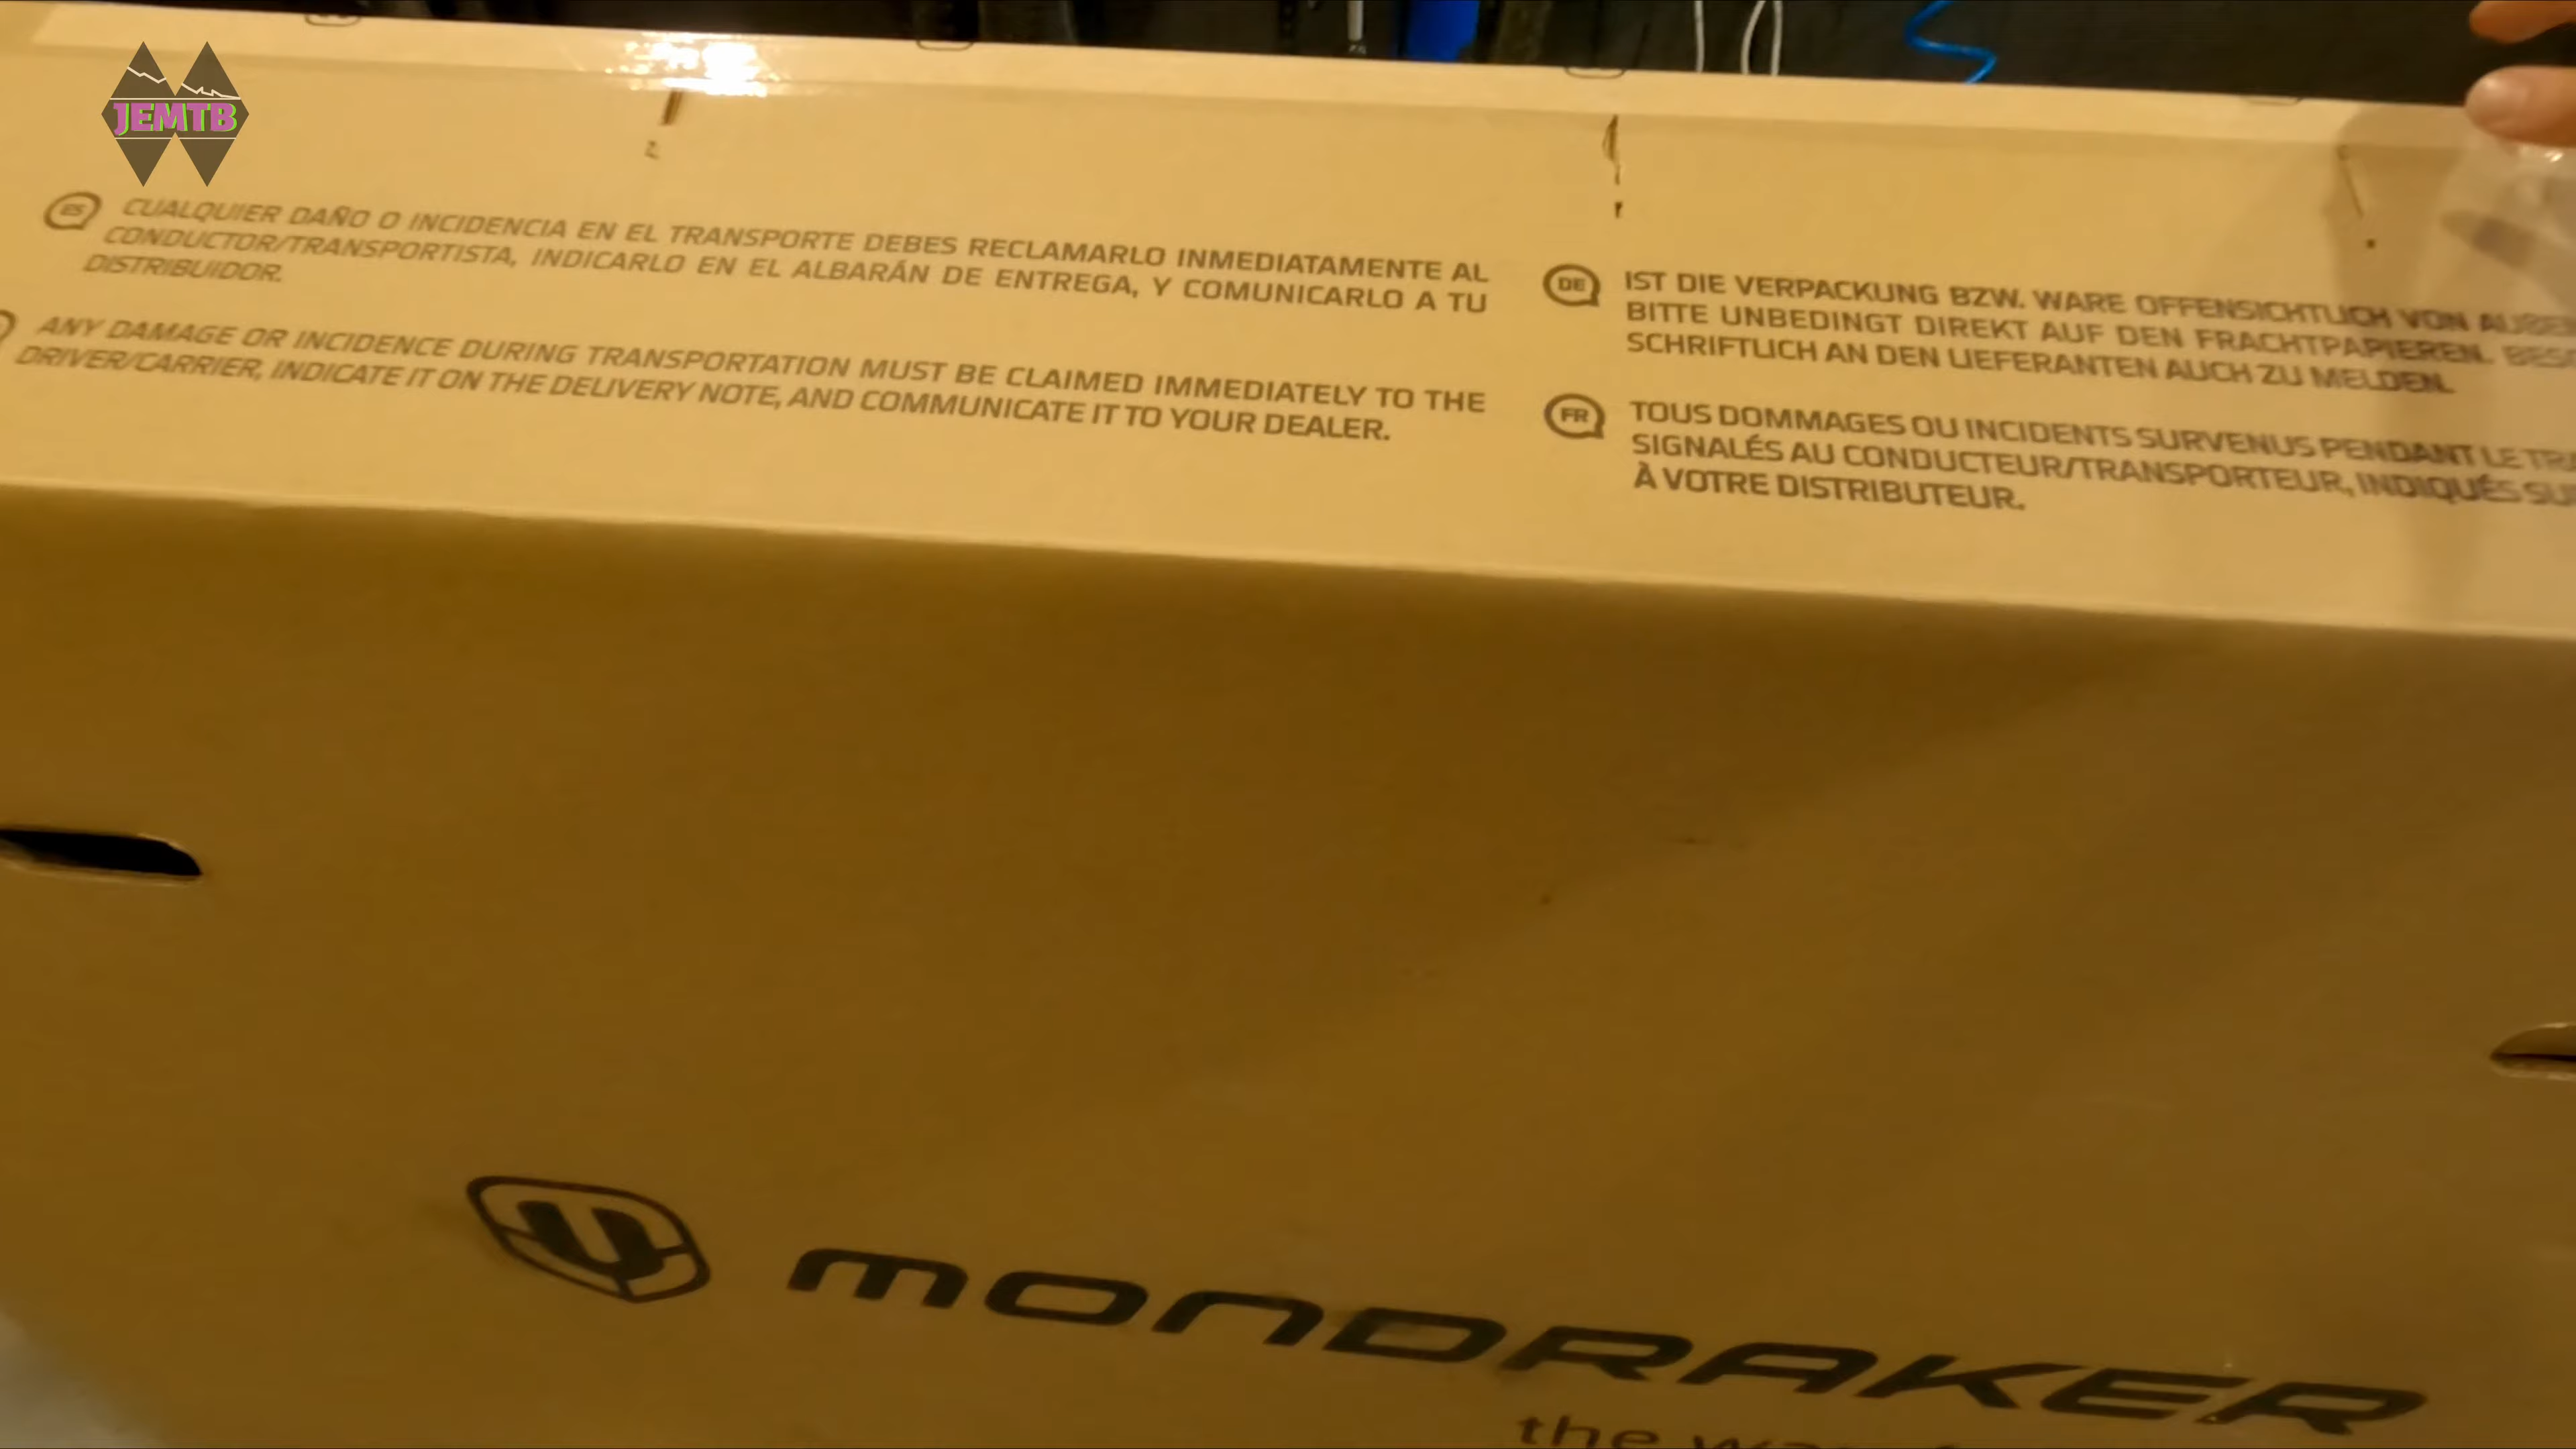 JEMTB
ES
CUALQUIER DAÑO O INCIDENCIA EN EL TRANSPORTE DEBES RECLAMARLO INMEDIATAMENTE AL
CONDUCTOR/TRANSPORTISTA, INDICARLO EN EL ALBARÁN DE ENTREGA, Y COMUNICARLO A TU
DISTRIBUIDOR.
ANY DAMAGE OR INCIDENCE DURING TRANSPORTATION MUST BE CLAIMED IMMEDIATELY TO THE
DRIVER/CARRIER, INDICATE IT ON THE DELIVERY NOTE, AND COMMUNICATE IT TO YOUR DEALER.
DE
IST DIE VERPACKUNG BZW. WARE OFFENSICHTLICH VON
BITTE UNBEDINGT DIREKT AUF DEN FRACHTPAPIEREN.
SCHRIFTLICH AN DEN LIEFERANTEN AUCH ZU MELDEN.
FR
TOUS DOMMAGES OU INCIDENTS SURVENUS PENDANT LE
SIGNALÉS AU CONDUCTEUR/TRANSPORTEUR, INDIQUÉS
À VOTRE DISTRIBUTEUR.
MONDRAKER
the